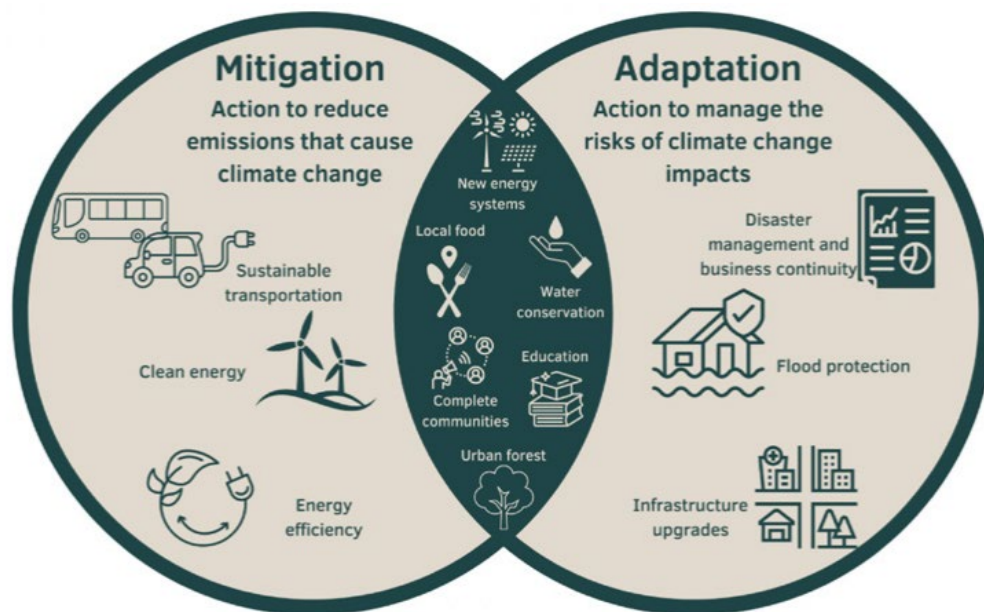 Mitigation
Action to reduce
emissions that cause
climate change
Sustainable
transportation
Clean energy
Energy
efficiency
New energy
systems
Local food
Water
conservation
Education
Complete
communities
Urban forest
Adaptation
Action to manage the
risks of climate change
impacts
Disaster
management and
business continuity
Flood protection
Infrastructure
upgrades